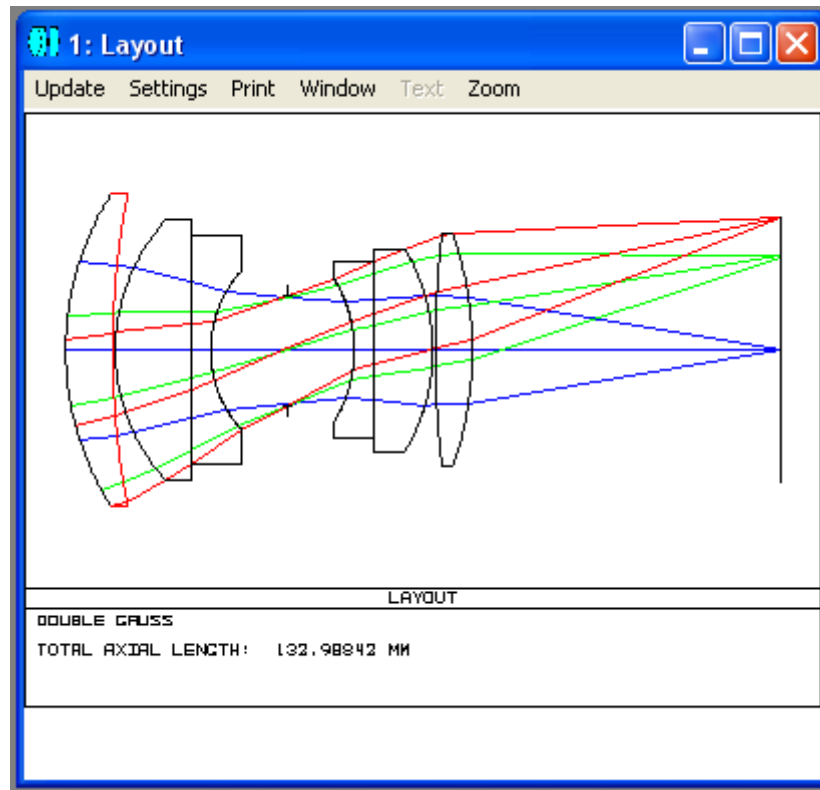 1: Layout
Update Settings Print Window Text Zoom
LAYOUT
DOUBLE GAUSS
TOTAL AXIAL LENGTH: 132.98842 MM